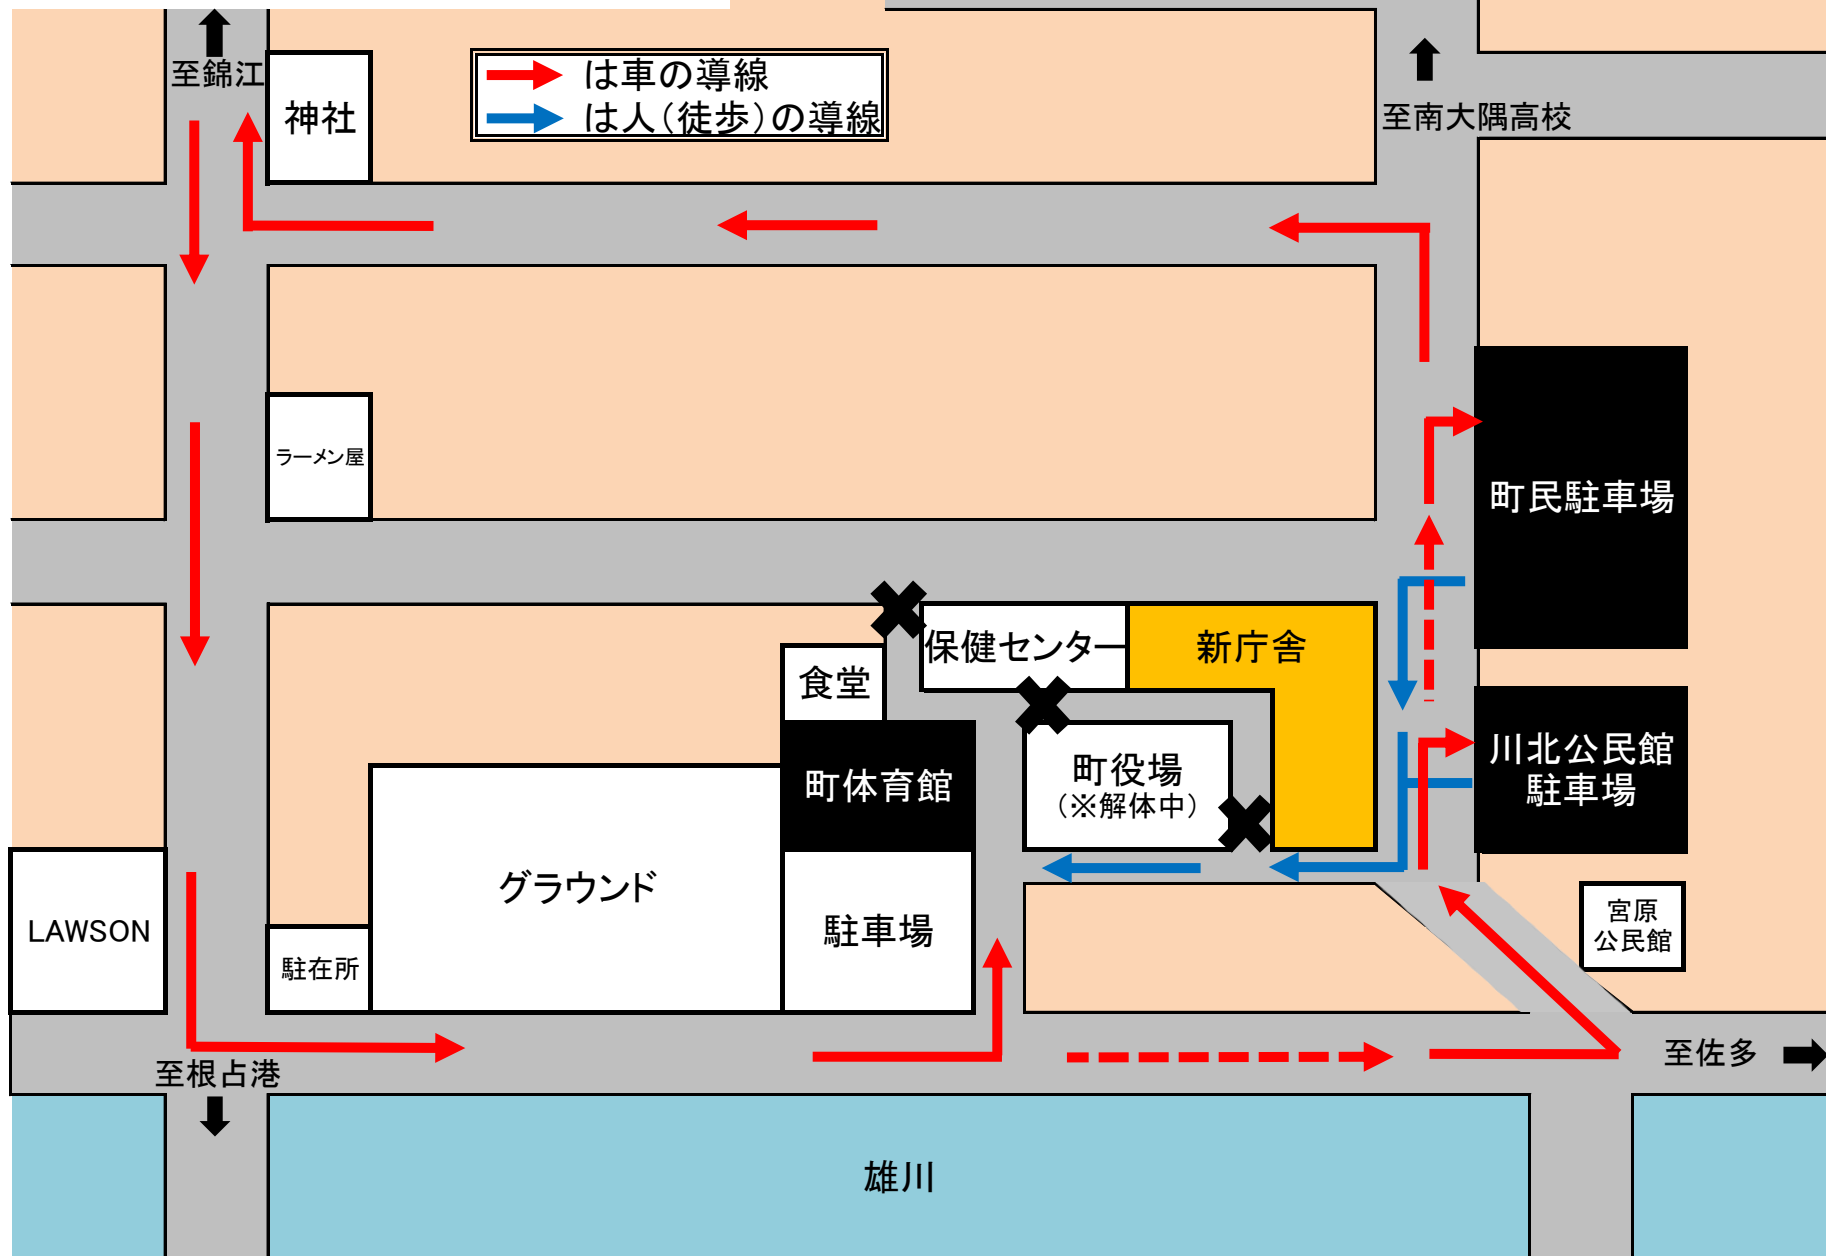 至錦江
神社
は車の導線
は人(徒歩)の導線
至南大隅高校
ラーメン屋
町民駐車場
保健センター
新庁舎
食堂
町体育館
町役場
(※解体中)
川北公民館
駐車場
グラウンド
駐車場
LAWSON
駐在所
宮原
公民館
至根占港
至佐多
雄川